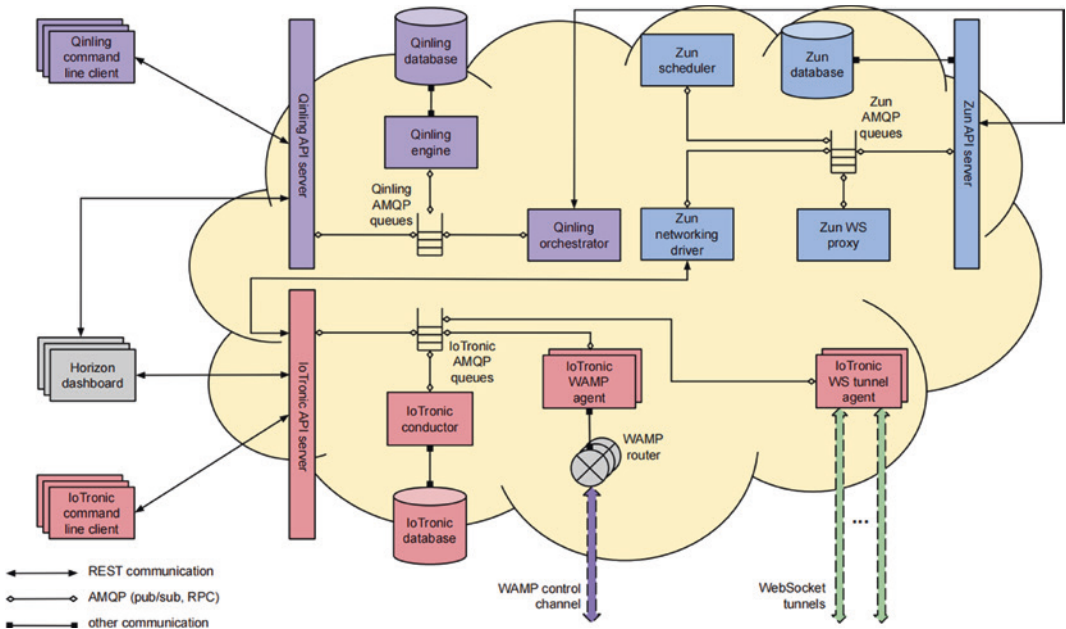 Qinling
command
line client
Qinling API server
Qinling
database
Qinling
engine
Qinling
AMQP
queues
Qinling
orchestrator
Zun
scheduler
Zun
database
Zun
AMQP
queues
Zun API server
Zun
networking
driver
Zun WS
proxy
Horizon
dashboard
IoTronic API server
IoTronic
AMQP
queues
IoTronic
conductor
IoTronic
database
IoTronic
WAMP
agent
WAMP
router
IoTronic
WS tunnel
agent
IoTronic
command
line client
...
REST communication
AMQP (pub/sub, RPC)
other communication
WAMP control
channel
WebSocket
tunnels